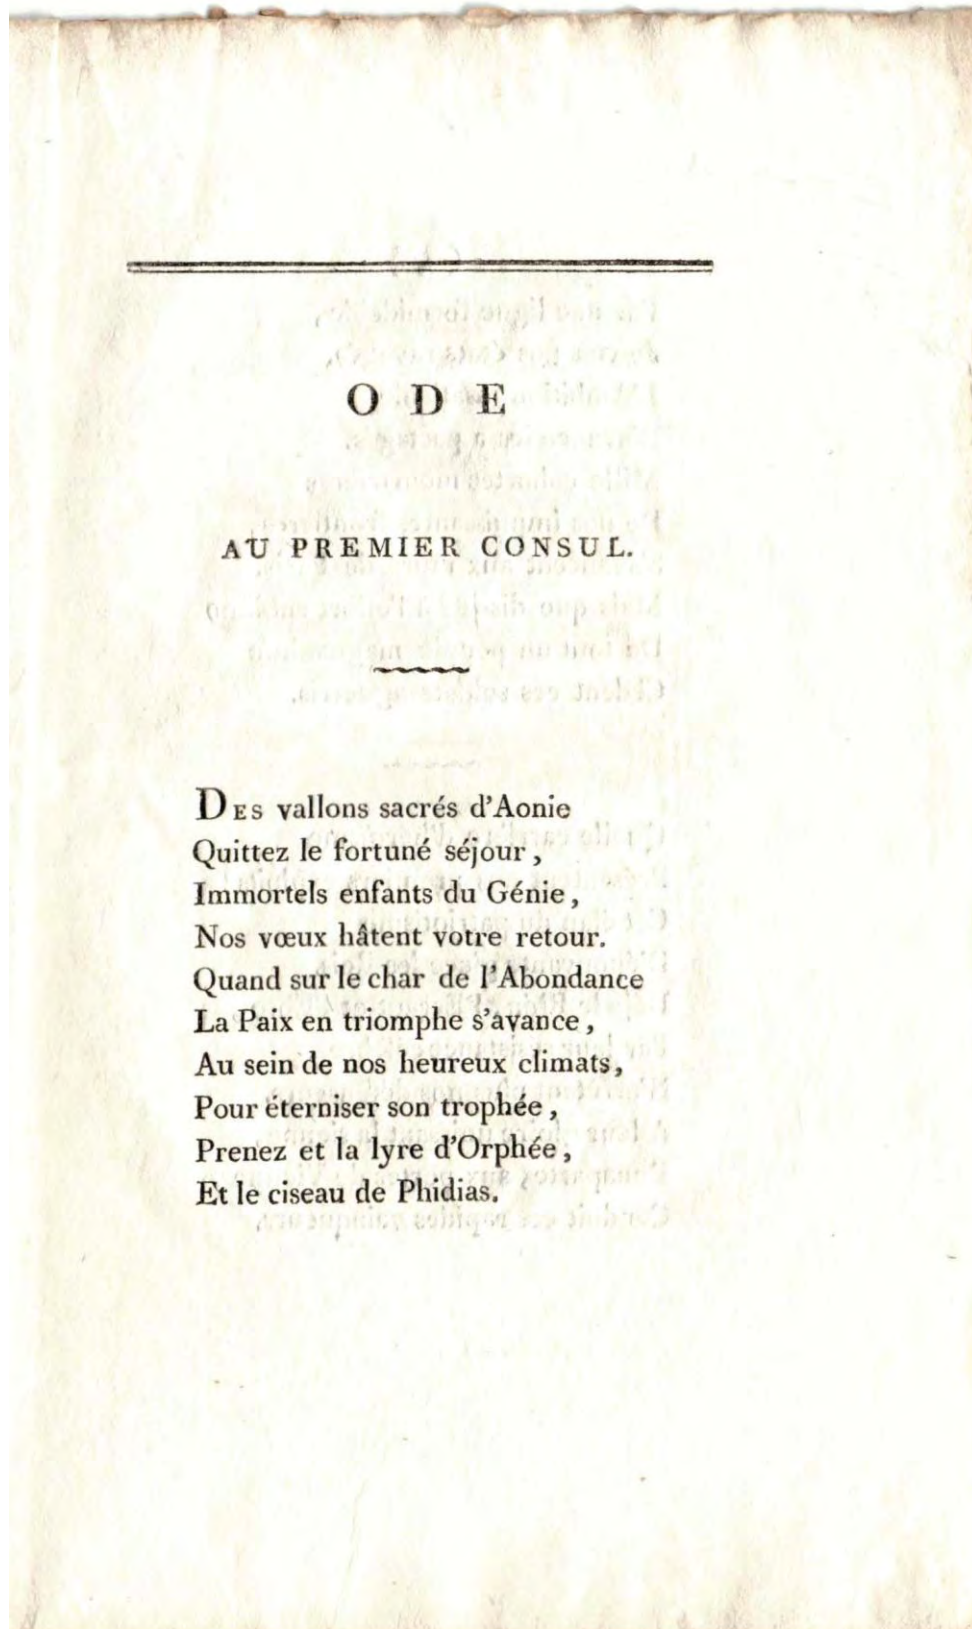 ODE
AU PREMIER CONSUL.
DES vallons sacrés d'Aonie
Quittez le fortuné séjour,
Immortels enfants du Génie,
Nos vœux hâtent votre retour.
Quand sur le char de l'Abondance
La Paix en triomphe s'avance,
Au sein de nos heureux climats,
Pour éterniser son trophée,
Prenez et la lyre d'Orphée,
Et le ciseau de Phidias.